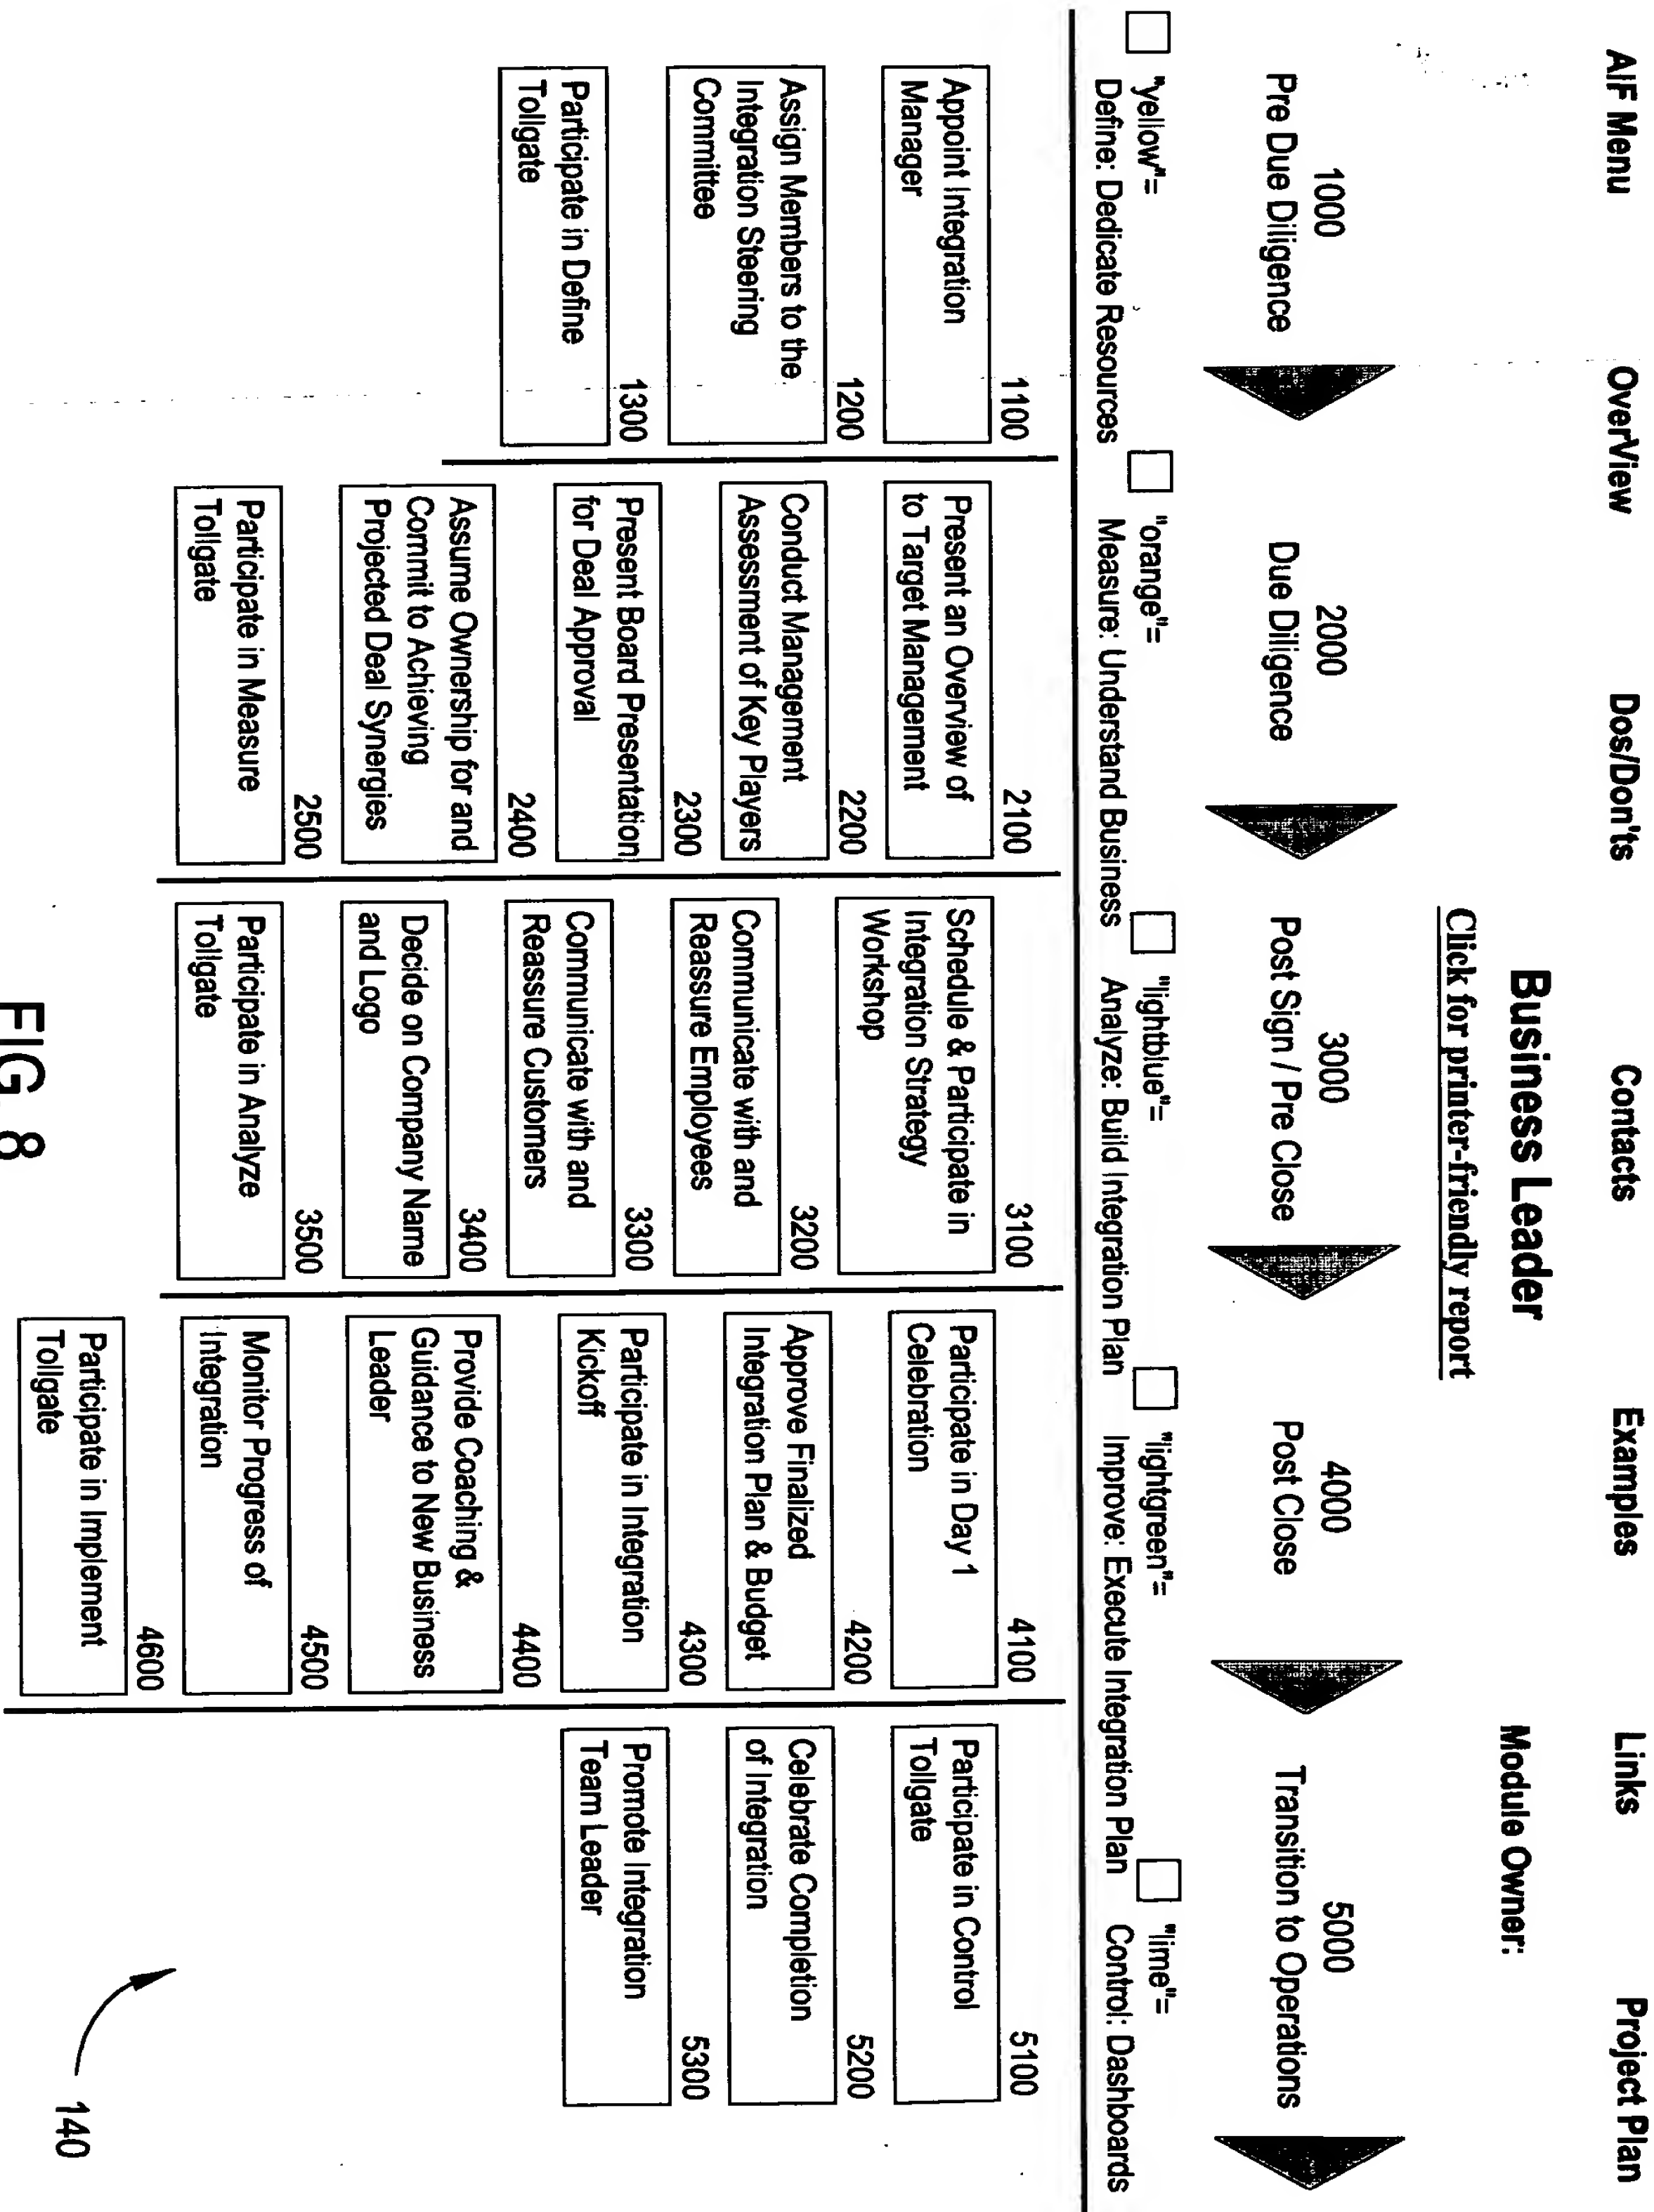 AIF Menu OverView Dos/Don'ts Contacts Examples Links Project Plan
Business Leader
Module Owner:
Click for printer-friendly report
1000 2000 3000 4000 5000
Pre Due Diligence Due Diligence Post Sign / Pre Close Post Close Transition to Operations
"yellow"= "orange"= "lightblue"= "lightgreen"= "lime"=
Define: Dedicate Resources Measure: Understand Business Analyze: Build Integration Plan Improve: Execute Integration Plan Control: Dashboards
1100
Appoint Integration
Manager
1200
Assign Members to the
Integration Steering
Committee
1300
Participate in Define
Tollgate
2100
Present an Overview of
to Target Management
2200
Conduct Management
Assessment of Key Players
2300
Present Board Presentation
for Deal Approval
2400
Assume Ownership for and
Commit to Achieving
Projected Deal Synergies
2500
Participate in Measure
Tollgate
3100
Schedule & Participate in
Integration Strategy
Workshop
3200
Communicate with and
Reassure Employees
3300
Communicate with and
Reassure Customers
3400
Decide on Company Name
and Logo
3500
Participate in Analyze
Tollgate
4100
Participate in Day 1
Celebration
4200
Approve Finalized
Integration Plan & Budget
4300
Participate in Integration
Kickoff
4400
Provide Coaching &
Guidance to New Business
Leader
4500
Monitor Progress of
Integration
4600
Participate in Implement
Tollgate
5100
Participate in Control
Tollgate
5200
Celebrate Completion
of Integration
5300
Promote Integration
Team Leader
140
FIG. 8